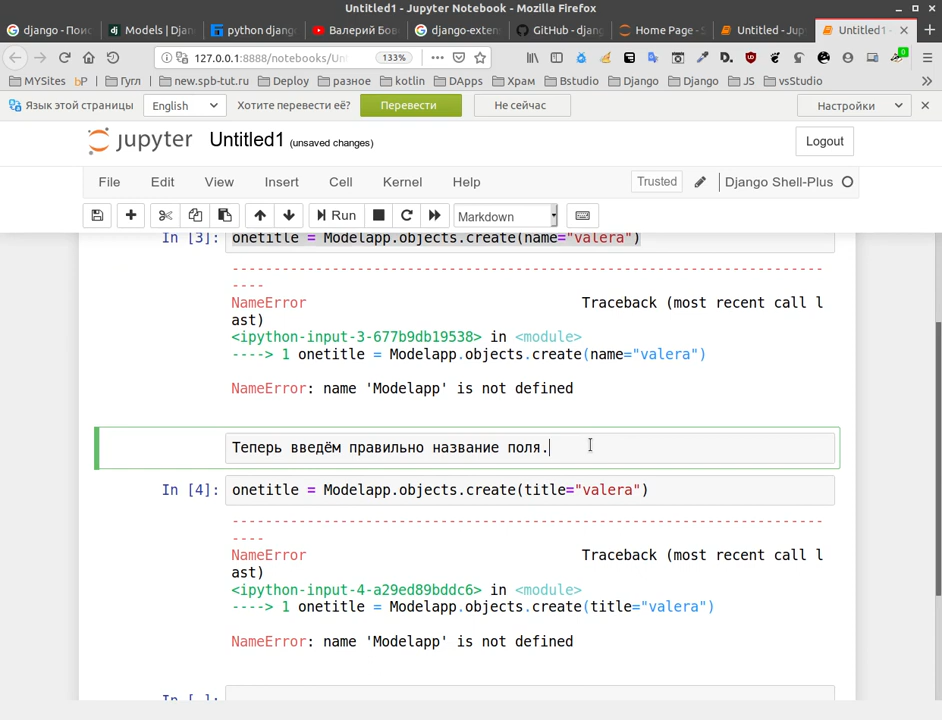 Untitled1 - Jupyter Notebook - Mozilla Firefox
django - Поис
Models | Djan
python djang
Валерий Бов
django-exten
GitHub - djan
Home Page - S
Untitled - Jup
Untitled1 -
127.0.0.1:8888/notebooks/Un
133%
MYSites
Гугл
new.spb-tut.ru
Deploy
разное
kotlin
DApps
Храм
Bstudio
Django
Django
JS
vsStudio
Язык этой страницы
English
Хотите перевести её?
Перевести
Не сейчас
Настройки
jupyter
Untitled1 (unsaved changes)
Logout
File Edit View Insert Cell Kernel Help
Trusted
Django Shell-Plus
Run
Markdown
In [3]: onetitle = Modelapp.objects.create(name="valera")
-----------------------------------------------------------------------
----
NameError Traceback (most recent call l
ast)
<ipython-input-3-677b9db19538> in <module>
----> 1 onetitle = Modelapp.objects.create(name="valera")
NameError: name 'Modelapp' is not defined
Теперь введём правильно название поля.
In [4]: onetitle = Modelapp.objects.create(title="valera")
-----------------------------------------------------------------------
----
NameError Traceback (most recent call l
ast)
<ipython-input-4-a29ed89bddc6> in <module>
----> 1 onetitle = Modelapp.objects.create(title="valera")
NameError: name 'Modelapp' is not defined
In [ ]: